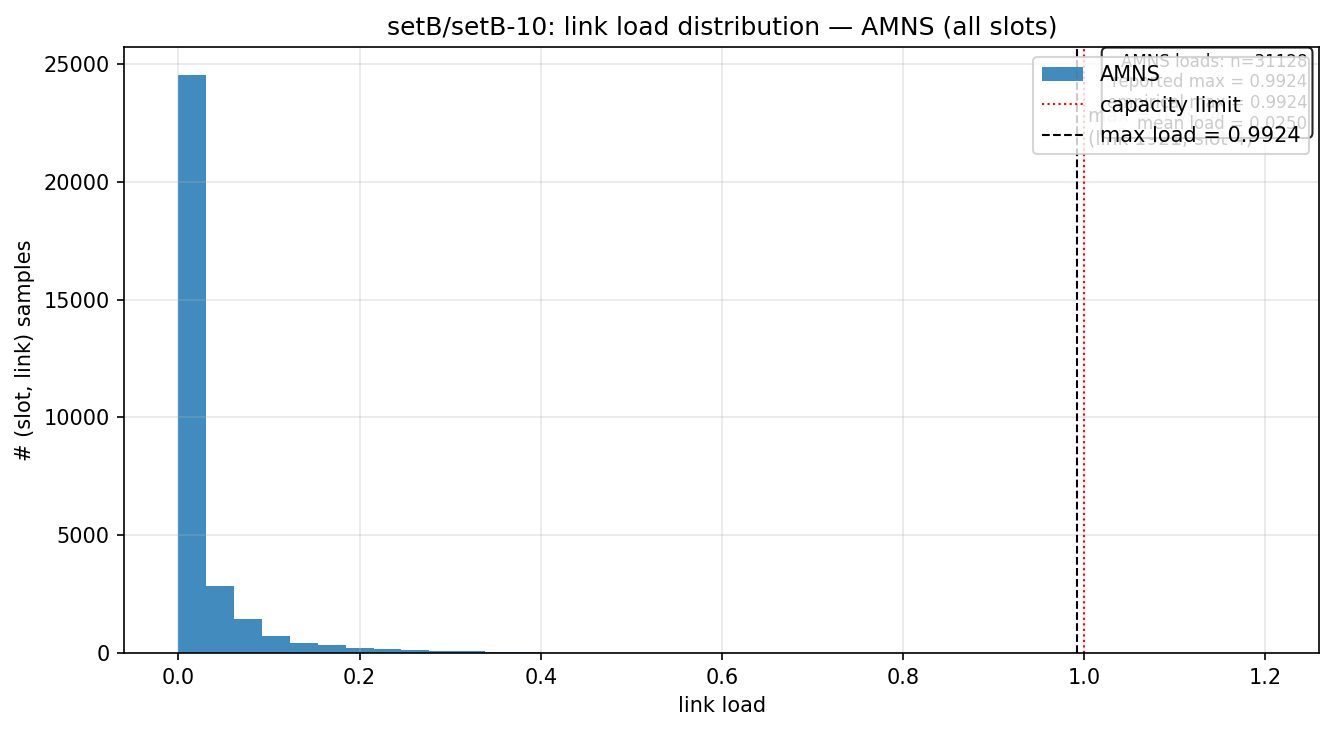 setB/setB-10: link load distribution — AMNS (all slots)
AMNS loads: n=31128
reported max = 0.9924
max = 0.9924
mean load = 0.0250
AMNS
capacity limit
max load = 0.9924
# (slot, link) samples
25000
20000
15000
10000
5000
0
0.0
0.2
0.4
0.6
0.8
1.0
1.2
link load